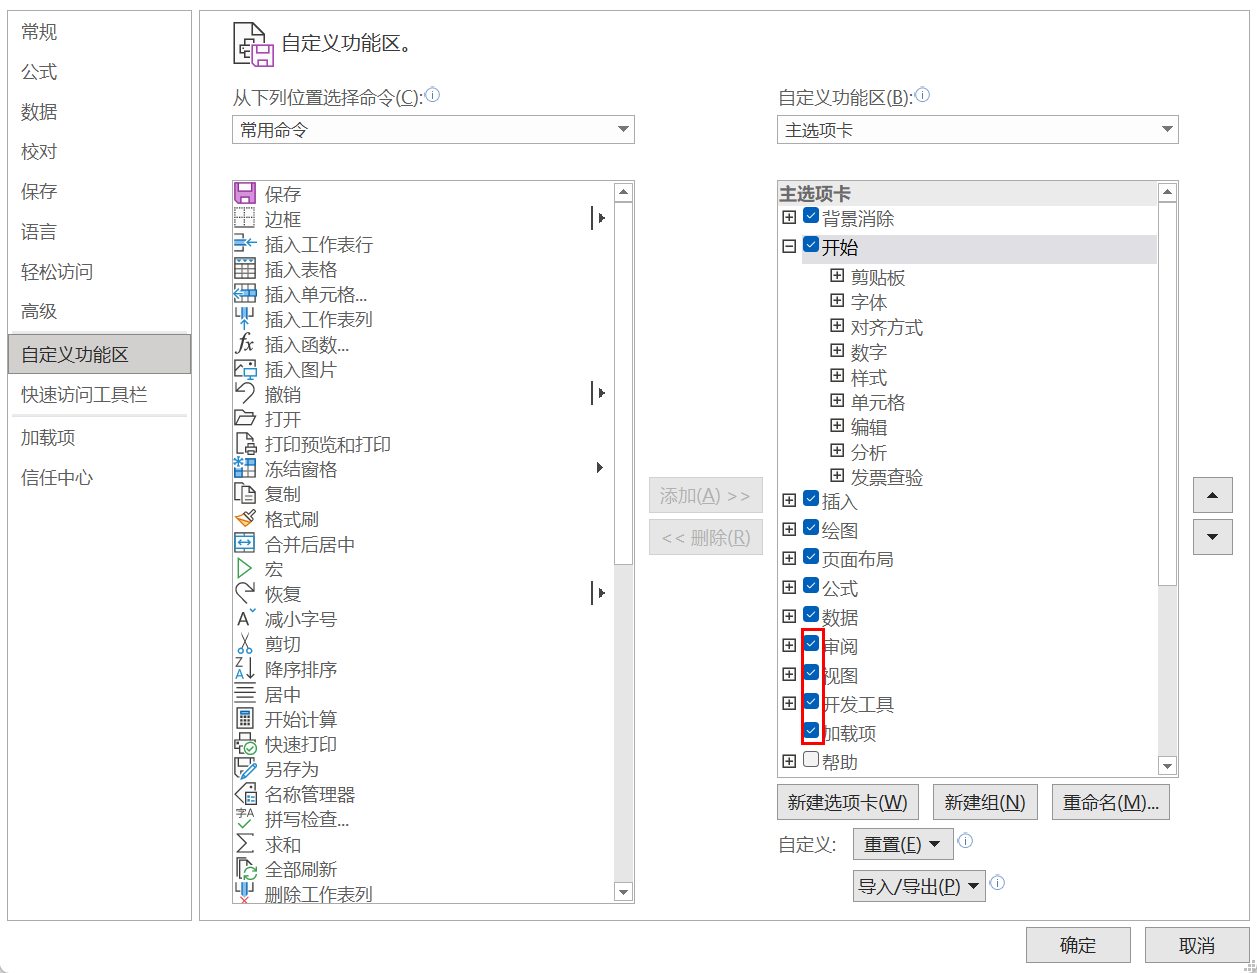 常规
公式
数据
校对
保存
语言
轻松访问
高级
自定义功能区
快速访问工具栏
加载项
信任中心
自定义功能区。
从下列位置选择命令(C):
常用命令
保存
边框
插入工作表行
插入表格
插入单元格...
插入工作表列
插入函数...
插入图片
撤销
打开
打印预览和打印
冻结窗格
复制
格式刷
合并后居中
宏
恢复
减小字号
剪切
降序排序
居中
开始计算
快速打印
另存为
名称管理器
拼写检查...
求和
全部刷新
删除工作表列
添加(A) >>
<< 删除(R)
自定义功能区(B):
主选项卡
主选项卡
背景消除
开始
剪贴板
字体
对齐方式
数字
样式
单元格
编辑
分析
发票查验
插入
绘图
页面布局
公式
数据
审阅
视图
开发工具
加载项
帮助
新建选项卡(W)
新建组(N)
重命名(M)...
自定义:
重置(E)
导入/导出(P)
确定
取消